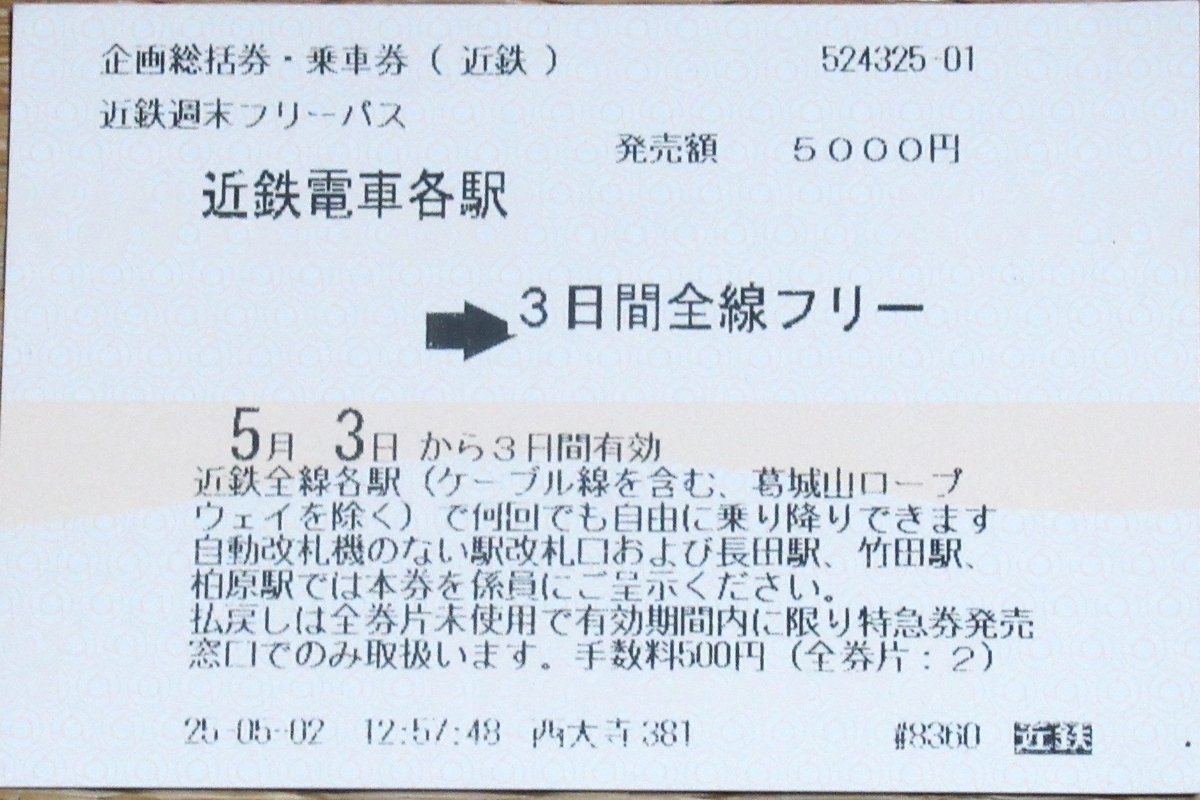 企画総括券・乗車券（ 近鉄 ）
524325-01
近鉄週末フリーパス
発売額 ５０００円
近鉄電車各駅
➡３日間全線フリー
5月 3日 から３日間有効
近鉄全線各駅（ケーブル線を含む、葛城山ロープ
ウェイを除く）で何回でも自由に乗り降りできます
自動改札機のない駅改札口および長田駅、竹田駅、
柏原駅では本券を係員にご呈示ください。
払戻しは全券片未使用で有効期間内に限り特急券発売
窓口でのみ取扱います。手数料500円（全券片：２）
25-05-02 12:57:48 西大寺381
#8360 近鉄